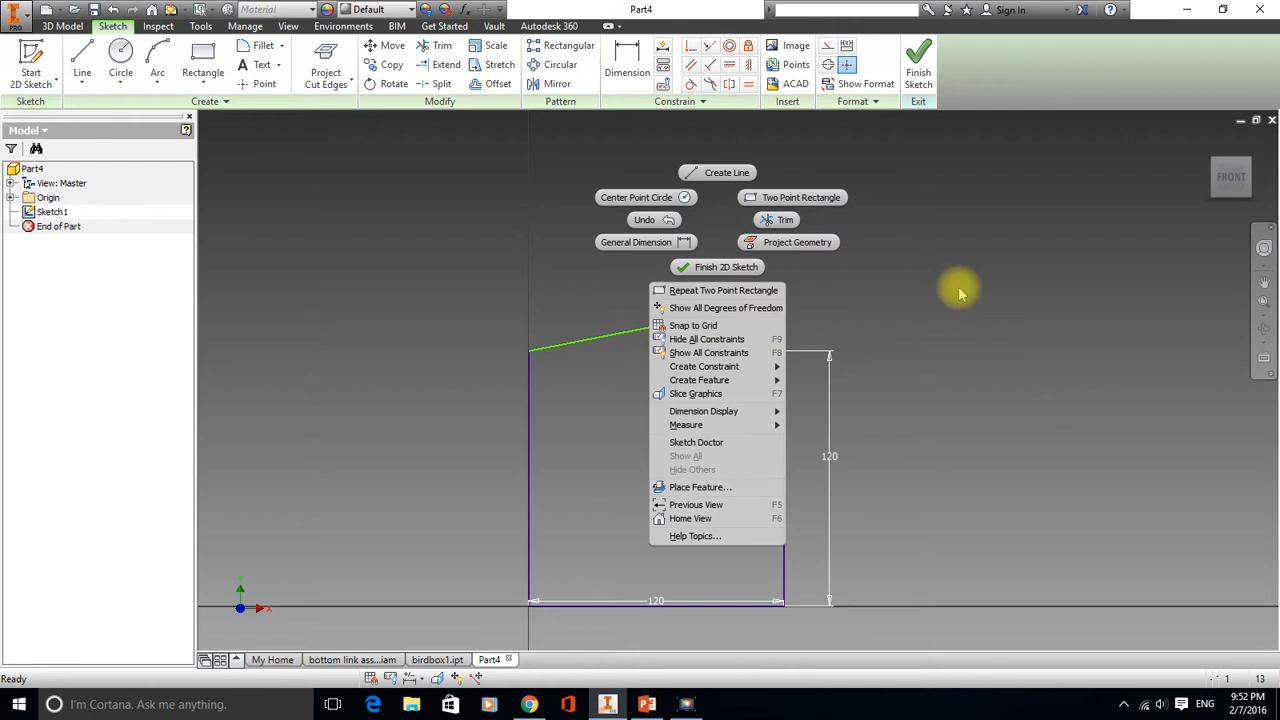 Material
Default
Part4
Sign In
PRO
3D Model
Sketch
Inspect
Tools
Manage
View
Environments
BIM
Get Started
Vault
Autodesk 360
Start
2D Sketch
Line
Circle
Arc
Rectangle
Fillet
Text
Point
Project
Cut Edges
Move
Copy
Rotate
Trim
Extend
Split
Scale
Stretch
Offset
Rectangular
Circular
Mirror
Dimension
Image
Points
ACAD
Show Format
Finish
Sketch
Sketch
Create
Modify
Pattern
Constrain
Insert
Format
Exit
Model
Part4
View: Master
Origin
Sketch1
End of Part
FRONT
Create Line
Center Point Circle
Two Point Rectangle
Undo
Trim
General Dimension
Project Geometry
Finish 2D Sketch
Repeat Two Point Rectangle
Show All Degrees of Freedom
Snap to Grid
Hide All Constraints F9
Show All Constraints F8
Create Constraint
Create Feature
Slice Graphics F7
Dimension Display
Measure
Sketch Doctor
Show All
Hide Others
Place Feature...
Previous View F5
Home View F6
Help Topics...
120
120
x
My Home
bottom link ass....iam
birdbox1.ipt
Part4
Ready
1
13
I'm Cortana. Ask me anything.
ENG
9:52 PM
2/7/2016